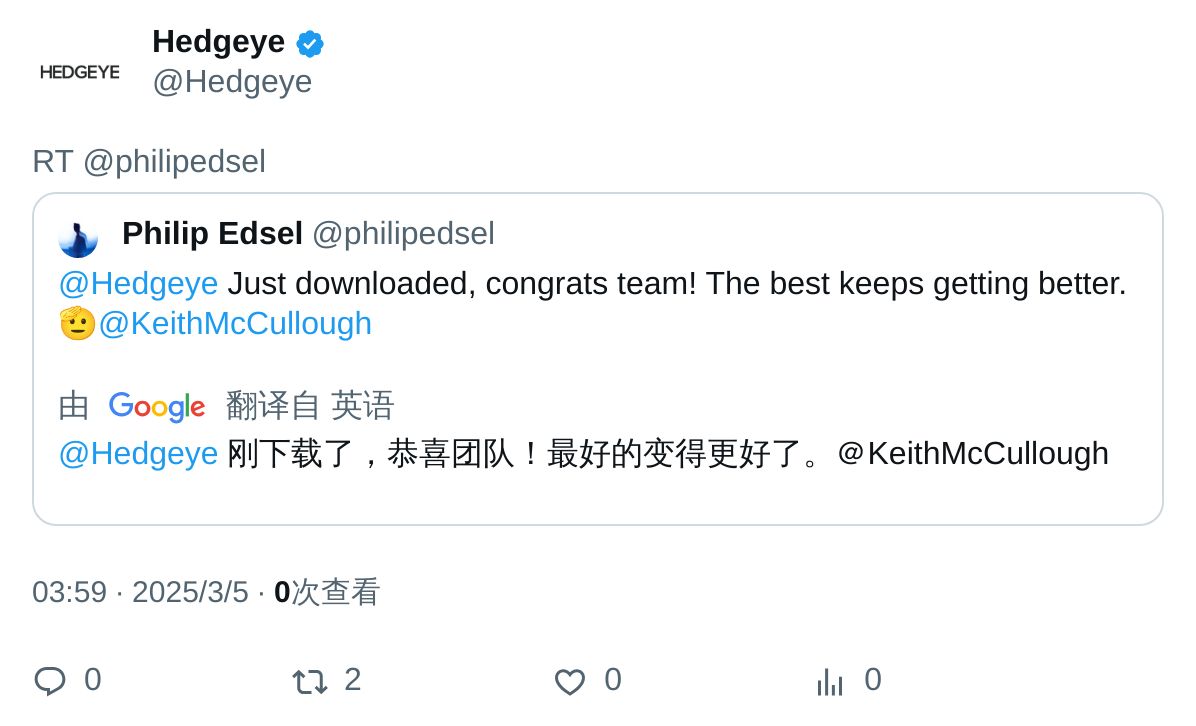 Hedgeye
HEDGEYE
@Hedgeye
RT @philipedsel
Philip Edsel @philipedsel
@Hedgeye Just downloaded, congrats team! The best keeps getting better.
🫡@KeithMcCullough
由 Google 翻译自 英语
@Hedgeye 刚下载了，恭喜团队！最好的变得更好了。@KeithMcCullough
03:59 · 2025/3/5 · 0次查看
0 2 0 0